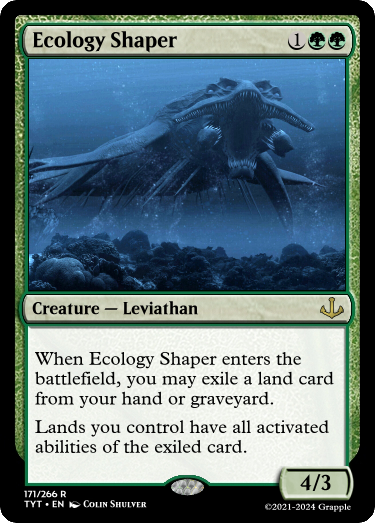 Ecology Shaper 1
Creature — Leviathan
When Ecology Shaper enters the
battlefield, you may exile a land card
from your hand or graveyard.
Lands you control have all activated
abilities of the exiled card.
4/3
171/266 R
TYT • EN Colin Shulver
©2021-2024 Grapple